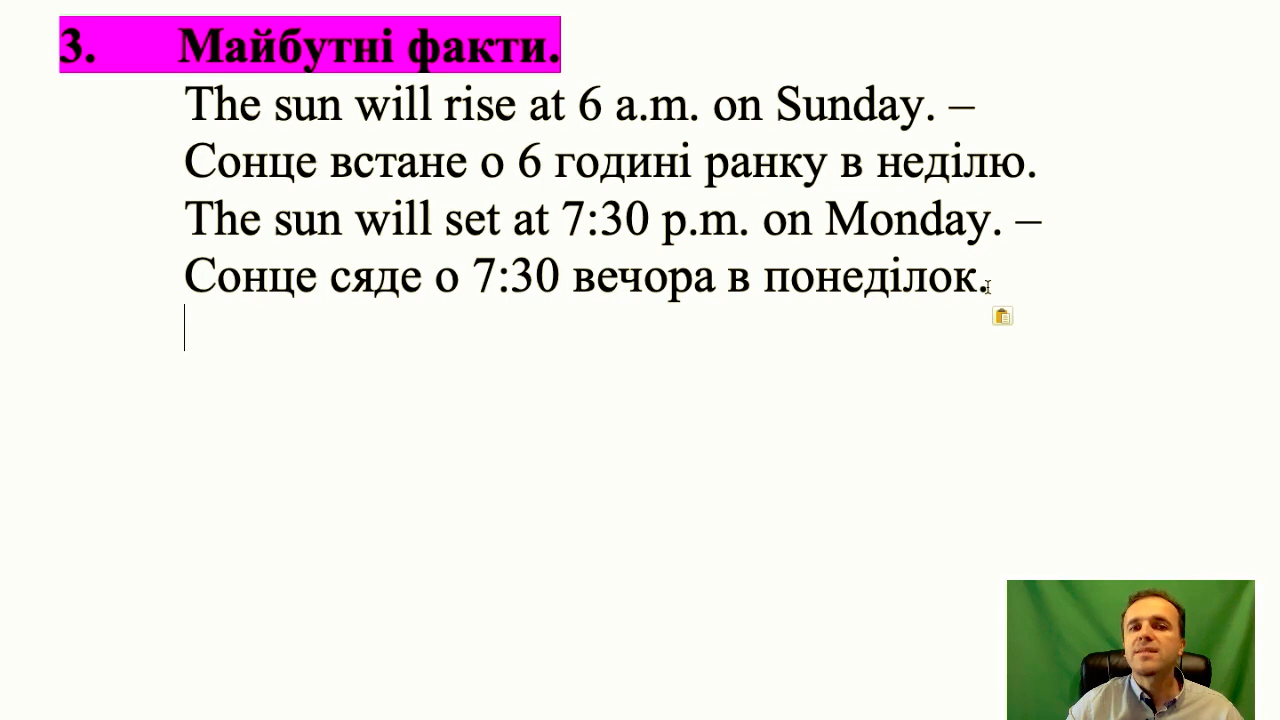 3. Майбутні факти.
The sun will rise at 6 a.m. on Sunday. –
Сонце встане о 6 годині ранку в неділю.
The sun will set at 7:30 p.m. on Monday. –
Сонце сяде о 7:30 вечора в понеділок.